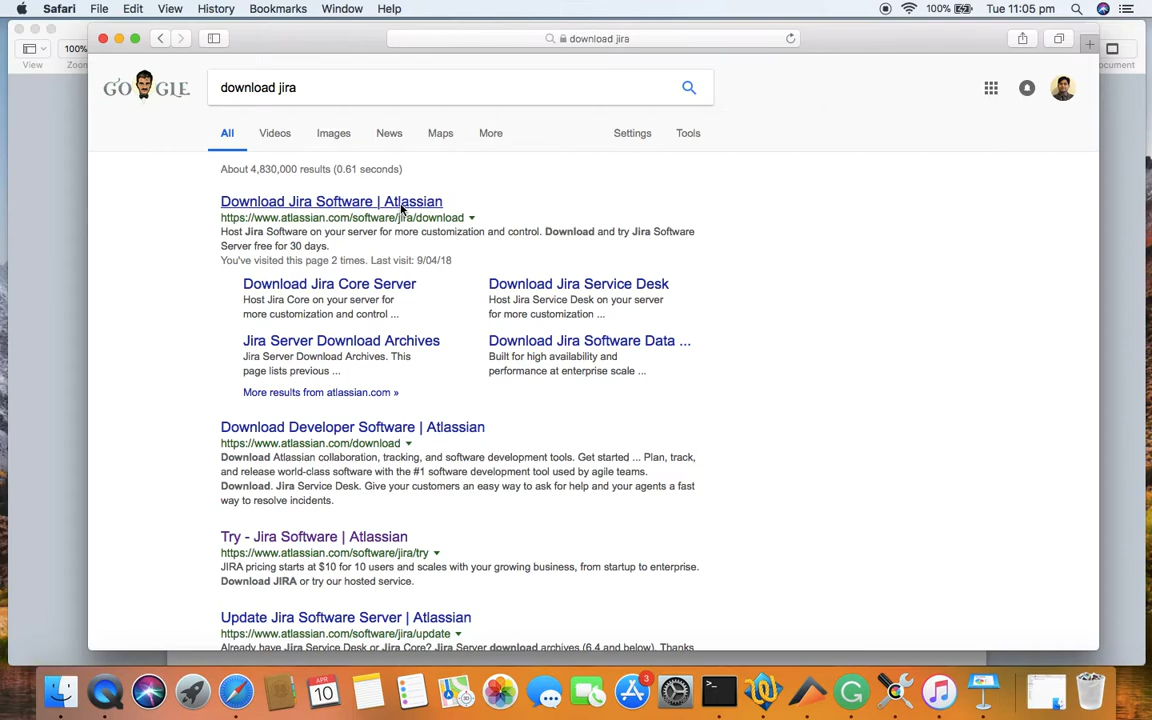 Safari File Edit View History Bookmarks Window Help 100% Tue 11:05 pm
View
100%
Zoom
download jira
ocument
GOOGLE
download jira
All Videos Images News Maps More Settings Tools
About 4,830,000 results (0.61 seconds)
Download Jira Software | Atlassian
https://www.atlassian.com/software/jira/download
Host Jira Software on your server for more customization and control. Download and try Jira Software
Server free for 30 days.
You've visited this page 2 times. Last visit: 9/04/18
Download Jira Core Server
Host Jira Core on your server for
more customization and control ...
Download Jira Service Desk
Host Jira Service Desk on your server
for more customization ...
Jira Server Download Archives
Jira Server Download Archives. This
page lists previous ...
Download Jira Software Data ...
Built for high availability and
performance at enterprise scale ...
More results from atlassian.com »
Download Developer Software | Atlassian
https://www.atlassian.com/download
Download Atlassian collaboration, tracking, and software development tools. Get started ... Plan, track,
and release world-class software with the #1 software development tool used by agile teams.
Download. Jira Service Desk. Give your customers an easy way to ask for help and your agents a fast
way to resolve incidents.
Try - Jira Software | Atlassian
https://www.atlassian.com/software/jira/try
JIRA pricing starts at $10 for 10 users and scales with your growing business, from startup to enterprise.
Download JIRA or try our hosted service.
Update Jira Software Server | Atlassian
https://www.atlassian.com/software/jira/update
Already have Jira Service Desk or Jira Core? Jira Server download archives (6.4 and below). Thanks
APR
10
3